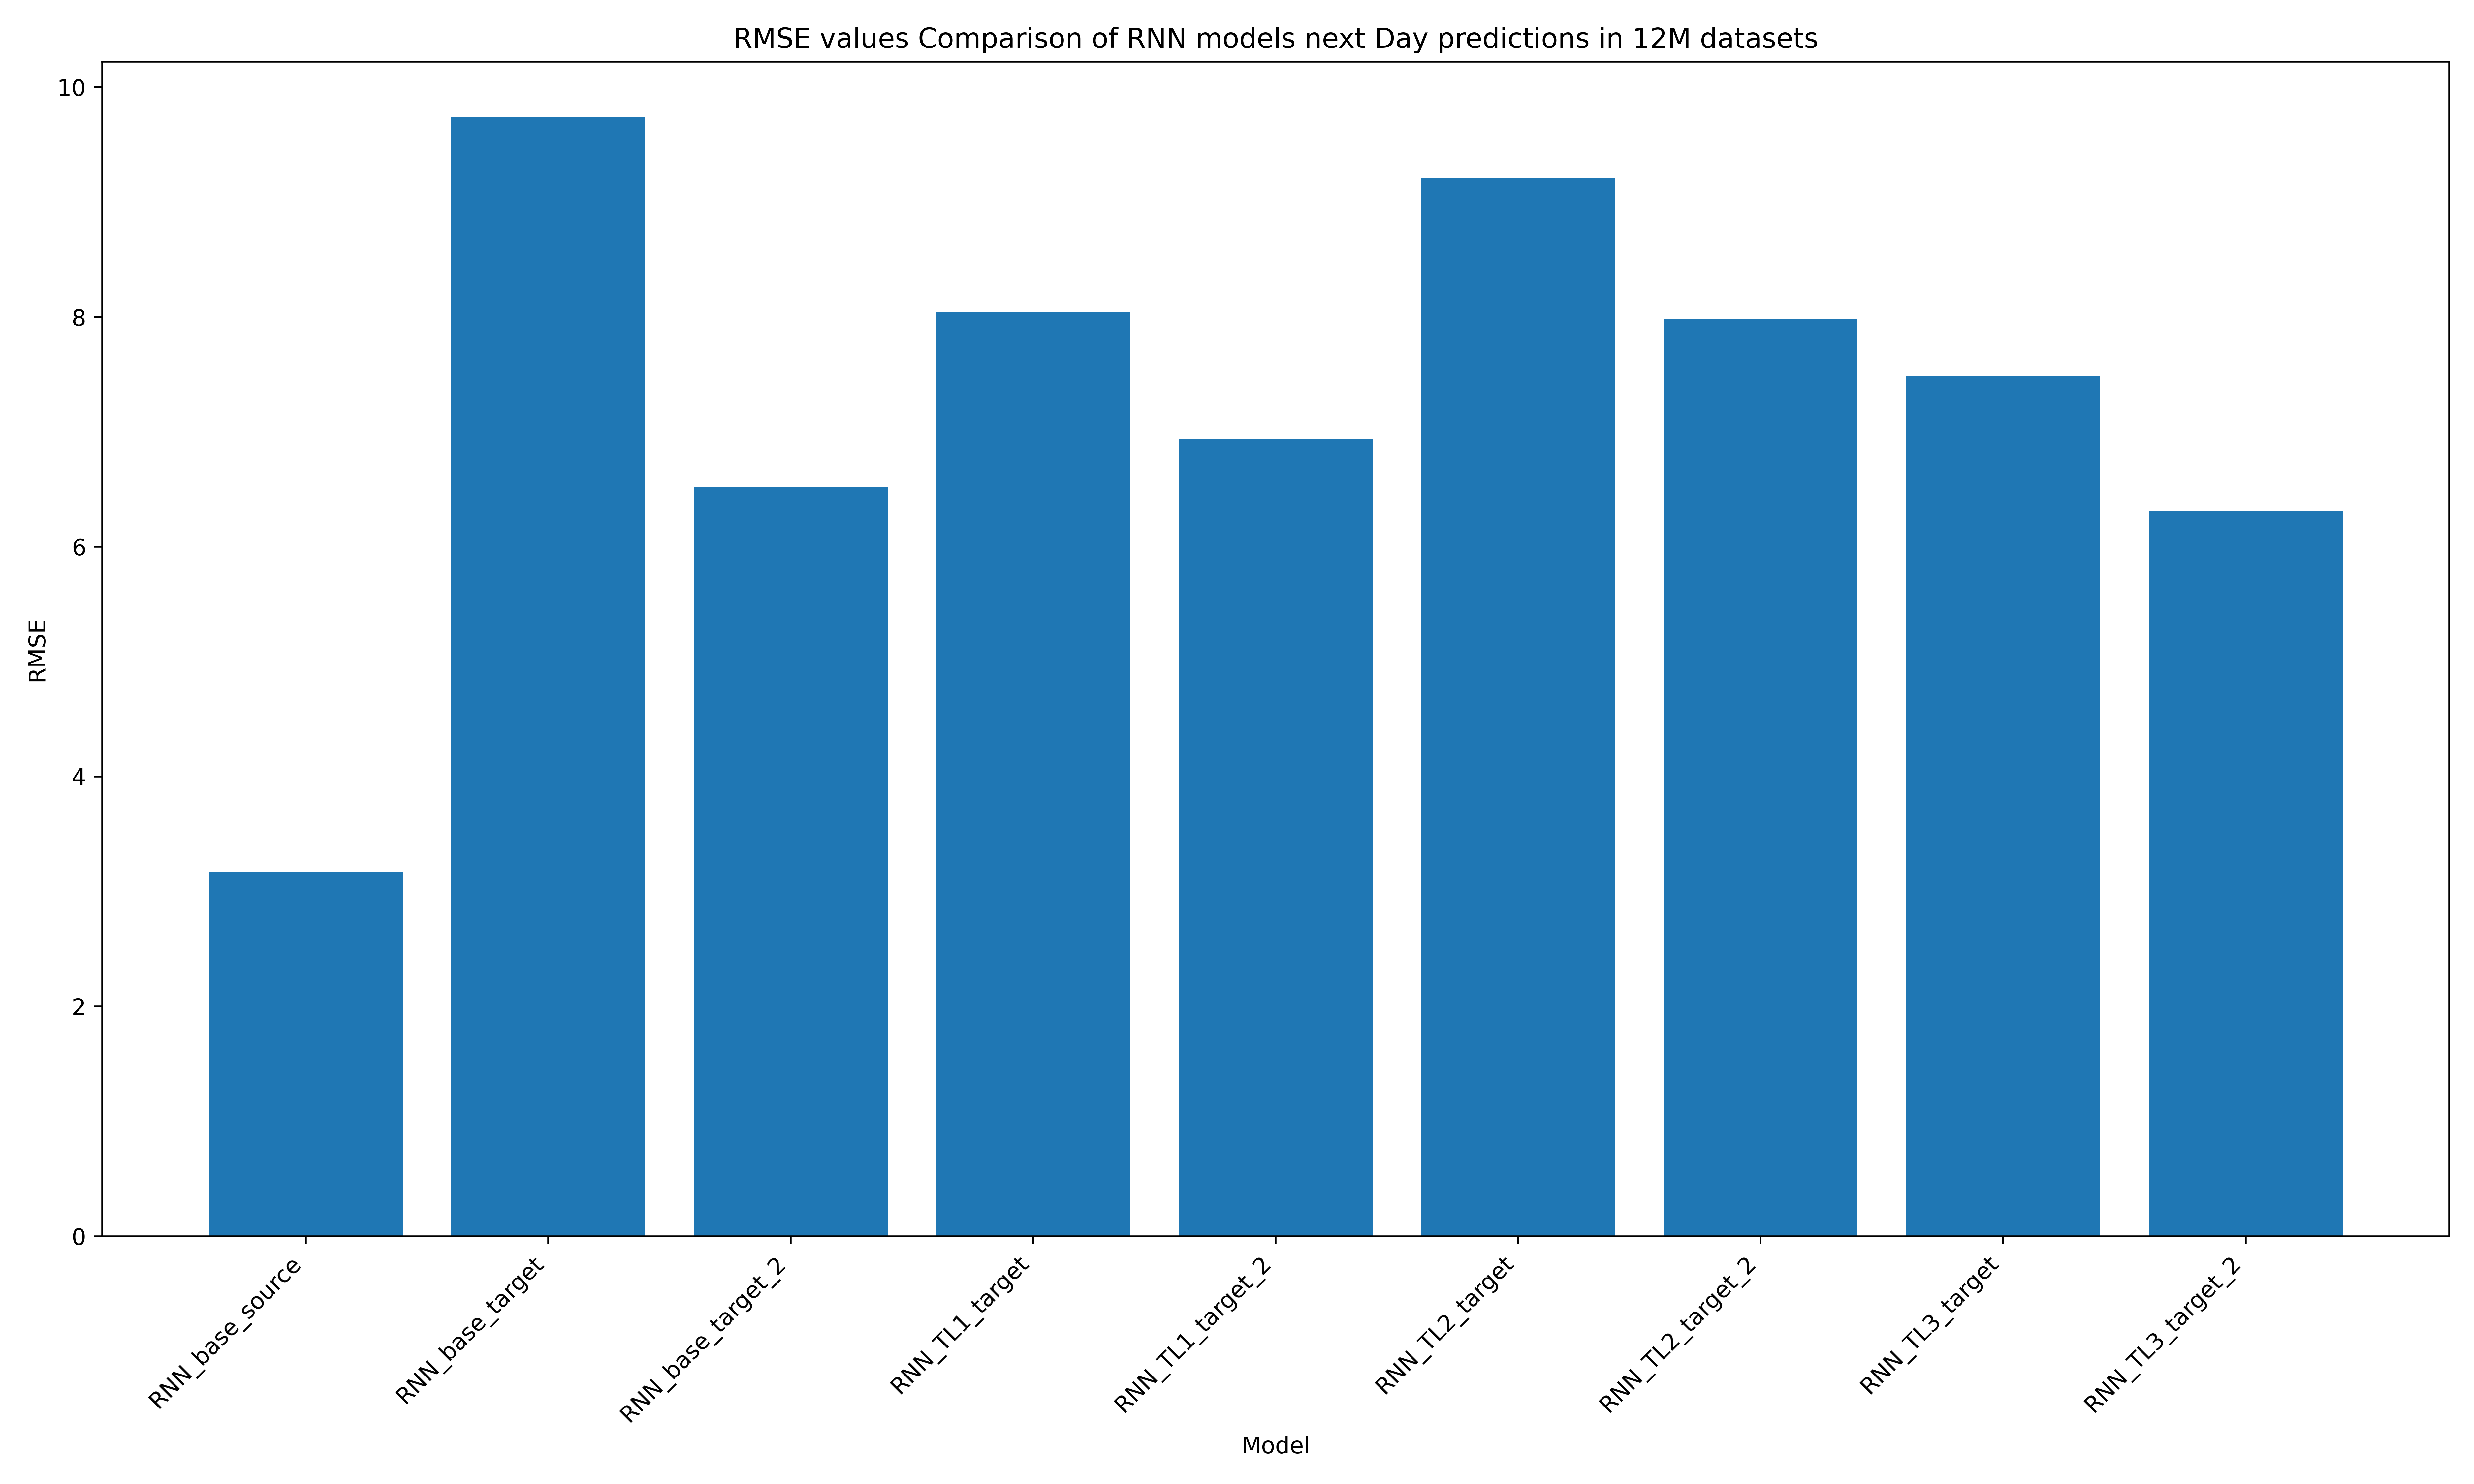 RMSE values Comparison of RNN models next Day predictions in 12M datasets
10
8
6
4
2
0
RMSE
RNN_base_source
RNN_base_target
RNN_base_target_2
RNN_TL1_target
RNN_TL1_target_2
RNN_TL2_target
RNN_TL2_target_2
RNN_TL3_target
RNN_TL3_target_2
Model